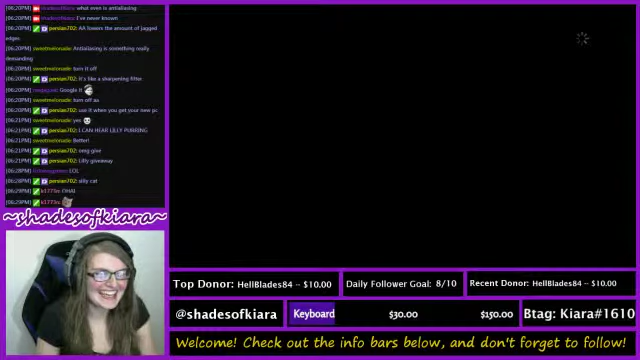 (06:20PM) shadesofkiara: what even is antialiasing
(06:20PM) shadesofkiara: I've never known
(06:20PM) persian702: AA lowers the amount of jagged
edges
(06:20PM) sweetmelonade: Antialiasing is something really
demanding
(06:20PM) sweetmelonade: turn it off
(06:20PM) persian702: it's like a sharpening filter
(06:20PM) Google it
(06:20PM) sweetmelonade: turn off aa
(06:20PM) persian702: use it when you get your new pc
(06:21PM) sweetmelonade: yes
(06:21PM) persian702: I CAN HEAR LILLY PURRING
(06:21PM) sweetmelonade: Better!
(06:21PM) persian702: omg give
(06:21PM) persian702: Lilly giveaway
(06:28PM) LOL
(06:28PM) persian702: silly cat
(06:29PM) k1773n: OHAI
(06:29PM) k1773n:
~shadesofkiara~
Top Donor: HellBlades84 -- $10.00
Daily Follower Goal: 8/10
Recent Donor: HellBlades84 -- $10.00
@shadesofkiara
Keyboard $30.00 $150.00
Btag: Kiara#1610
Welcome! Check out the info bars below, and don't forget to follow!